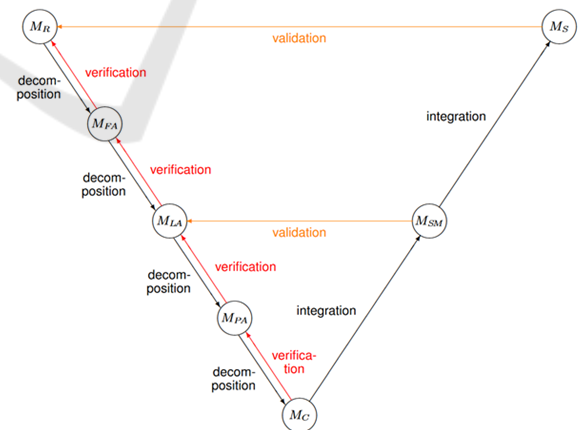 M_R
M_S
validation
verification
decom-
position
integration
M_FA
verification
decom-
position
M_LA
M_SM
validation
verification
decom-
position
integration
M_PA
verifica-
tion
decom-
position
M_C